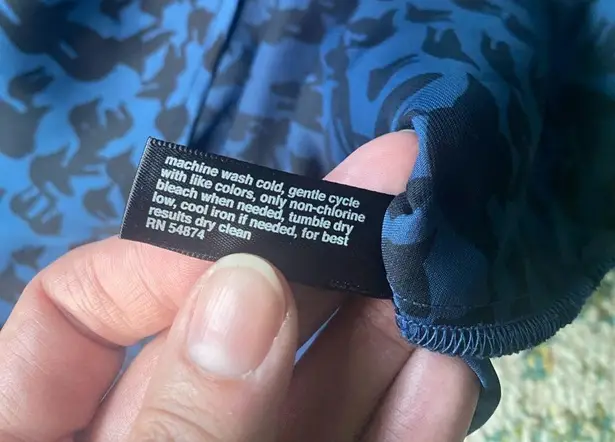 machine wash cold, gentle cycle
with like colors, only non-chlorine
bleach when needed, tumble dry
low, cool iron if needed, for best
results dry clean
RN 54874